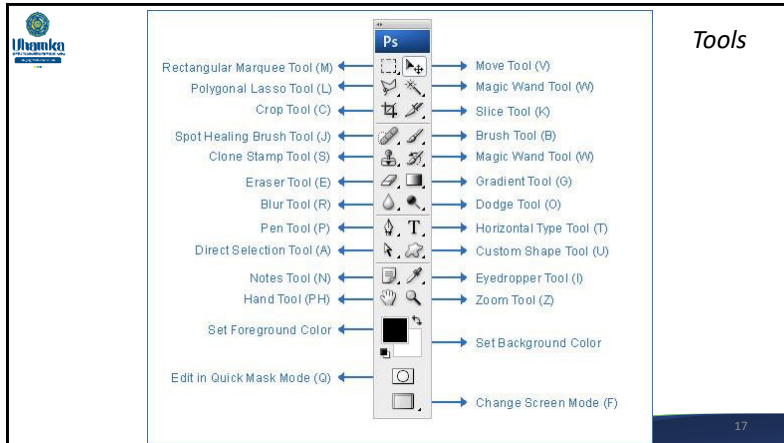 Uhamka
Tools
Ps
Rectangular Marquee Tool (M)
Move Tool (V)
Polygonal Lasso Tool (L)
Magic Wand Tool (W)
Crop Tool (C)
Slice Tool (K)
Spot Healing Brush Tool (J)
Brush Tool (B)
Clone Stamp Tool (S)
Magic Wand Tool (W)
Eraser Tool (E)
Gradient Tool (G)
Blur Tool (R)
Dodge Tool (O)
Pen Tool (P)
T
Horizontal Type Tool (T)
Direct Selection Tool (A)
Custom Shape Tool (U)
Notes Tool (N)
Eyedropper Tool (I)
Hand Tool (PH)
Zoom Tool (Z)
Set Foreground Color
Set Background Color
Edit in Quick Mask Mode (Q)
Change Screen Mode (F)
17